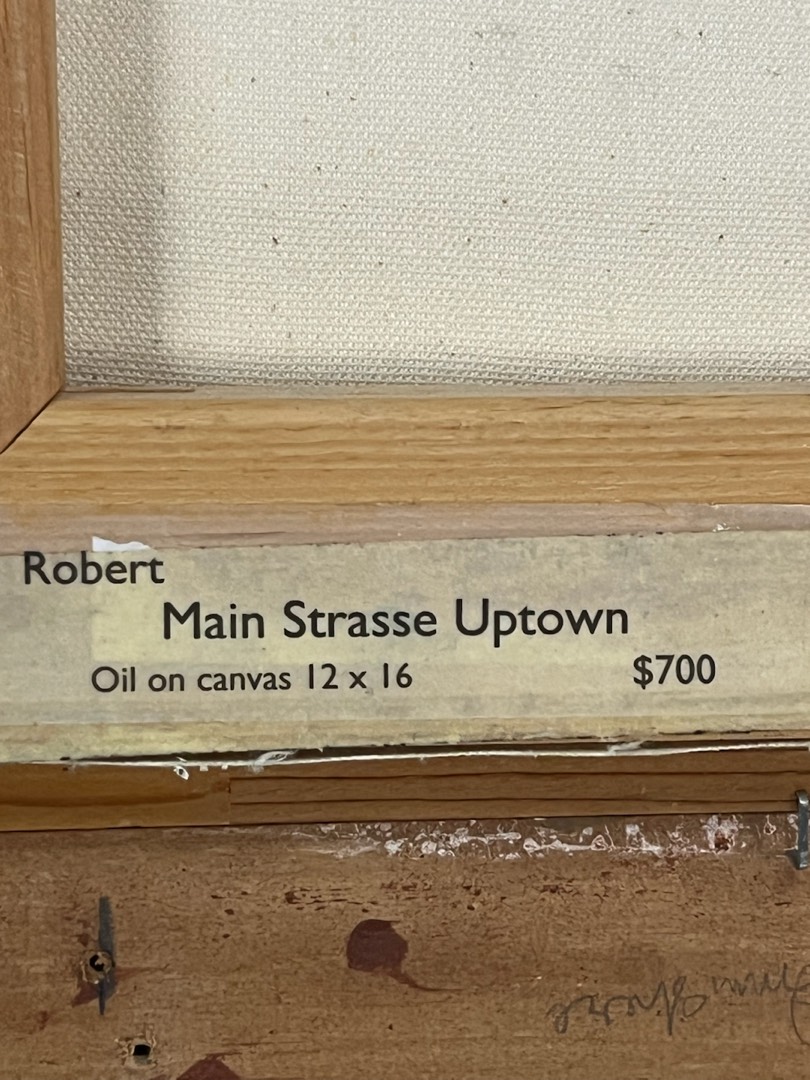 Robert
Main Strasse Uptown
Oil on canvas 12 x 16 $700